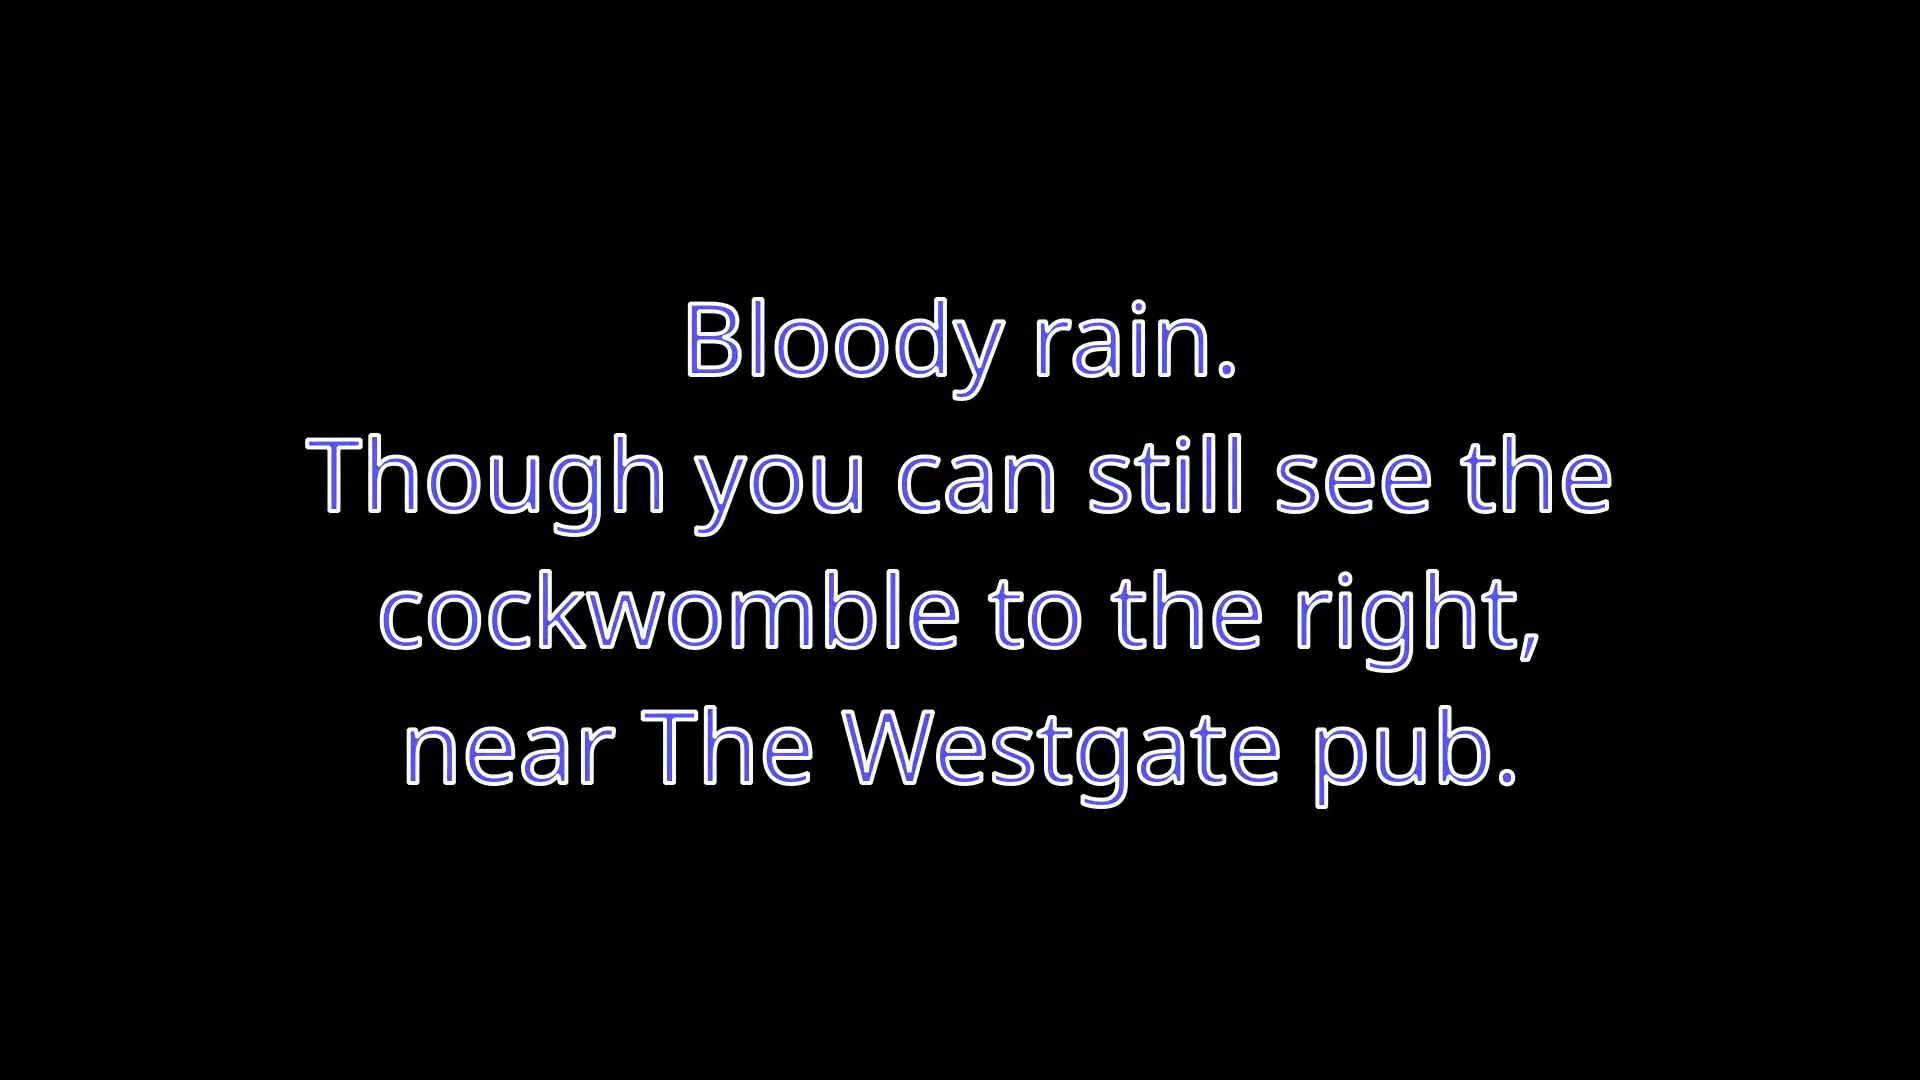 Bloody rain.
Though you can still see the
cockwomble to the right,
near The Westgate pub.